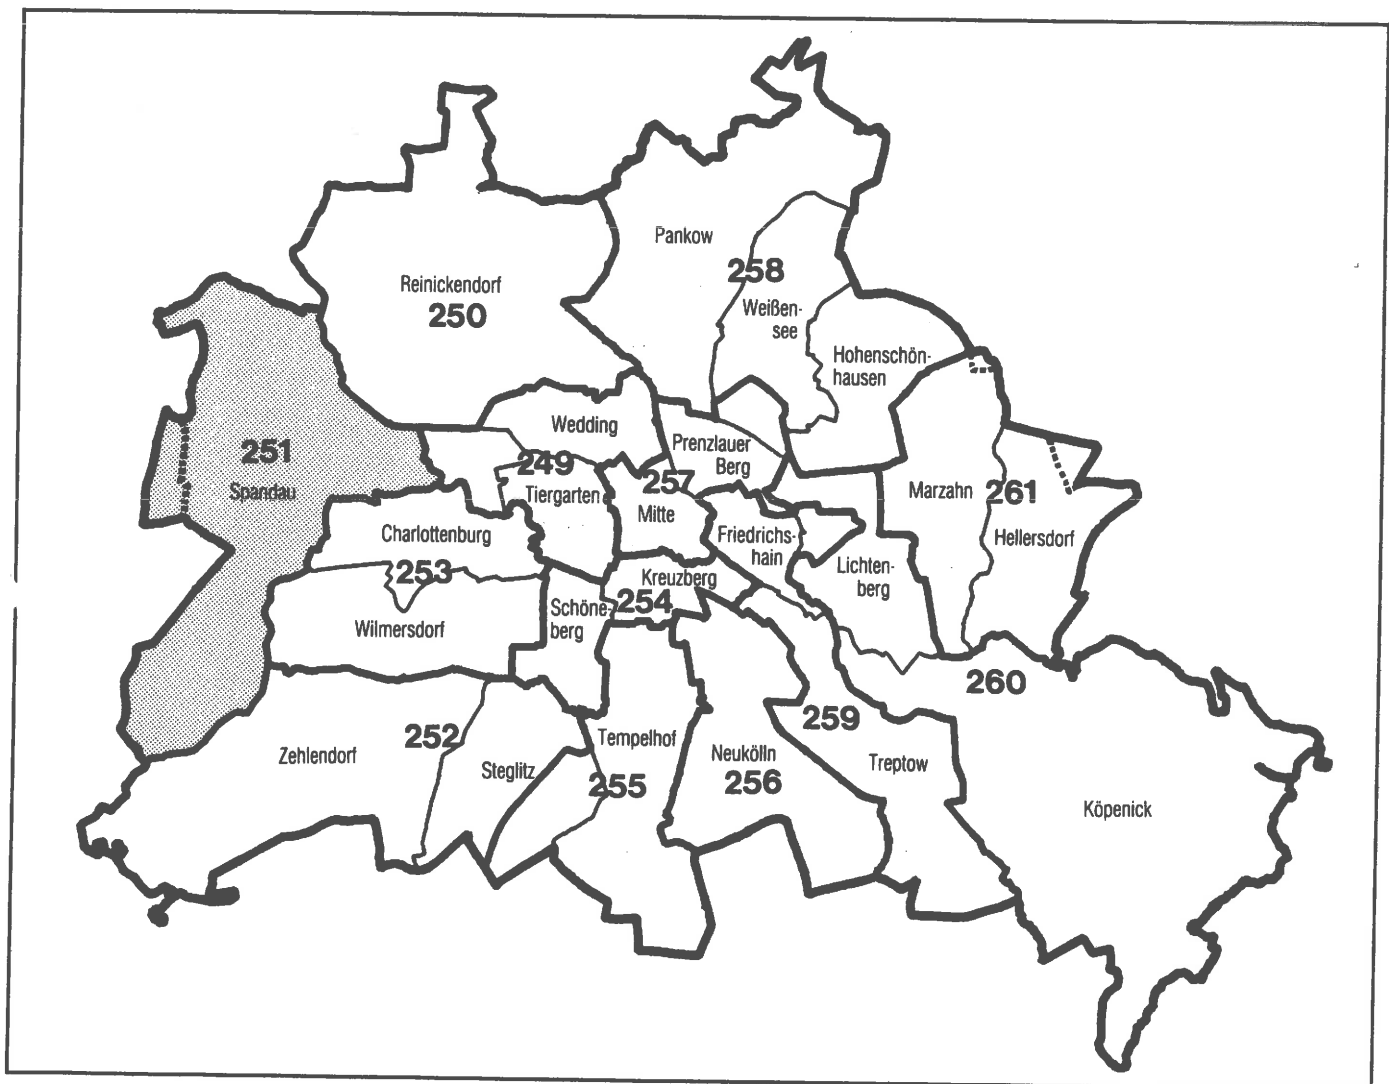 Pankow
258
Reinickendorf
250
Weißen-
see
Hohenschön-
hausen
Wedding
Prenzlauer
Berg
251
Spandau
249
Tiergarten
257
Mitte
Marzahn
261
Charlottenburg
Friedrichs-
hain
Hellersdorf
Lichten-
berg
253
Kreuzberg
254
Schöne-
berg
Wilmersdorf
260
259
252
Zehlendorf
Steglitz
Tempelhof
255
Neukölln
256
Treptow
Köpenick